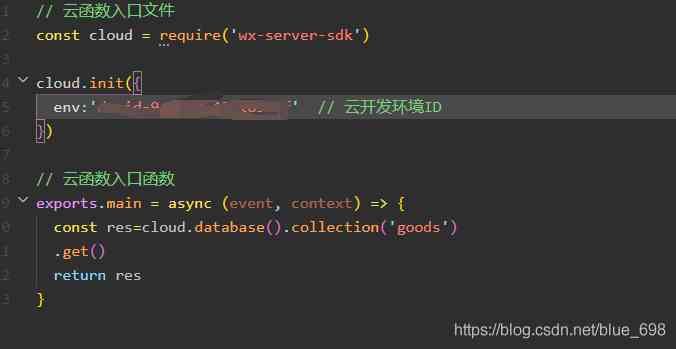 1 // 云函数入口文件
2 const cloud = require('wx-server-sdk')
3
4 cloud.init({
5 env:' ' // 云开发环境ID
6 })
7
8 // 云函数入口函数
9 exports.main = async (event, context) => {
0 const res=cloud.database().collection('goods')
1 .get()
2 return res
3 }
https://blog.csdn.net/blue_698